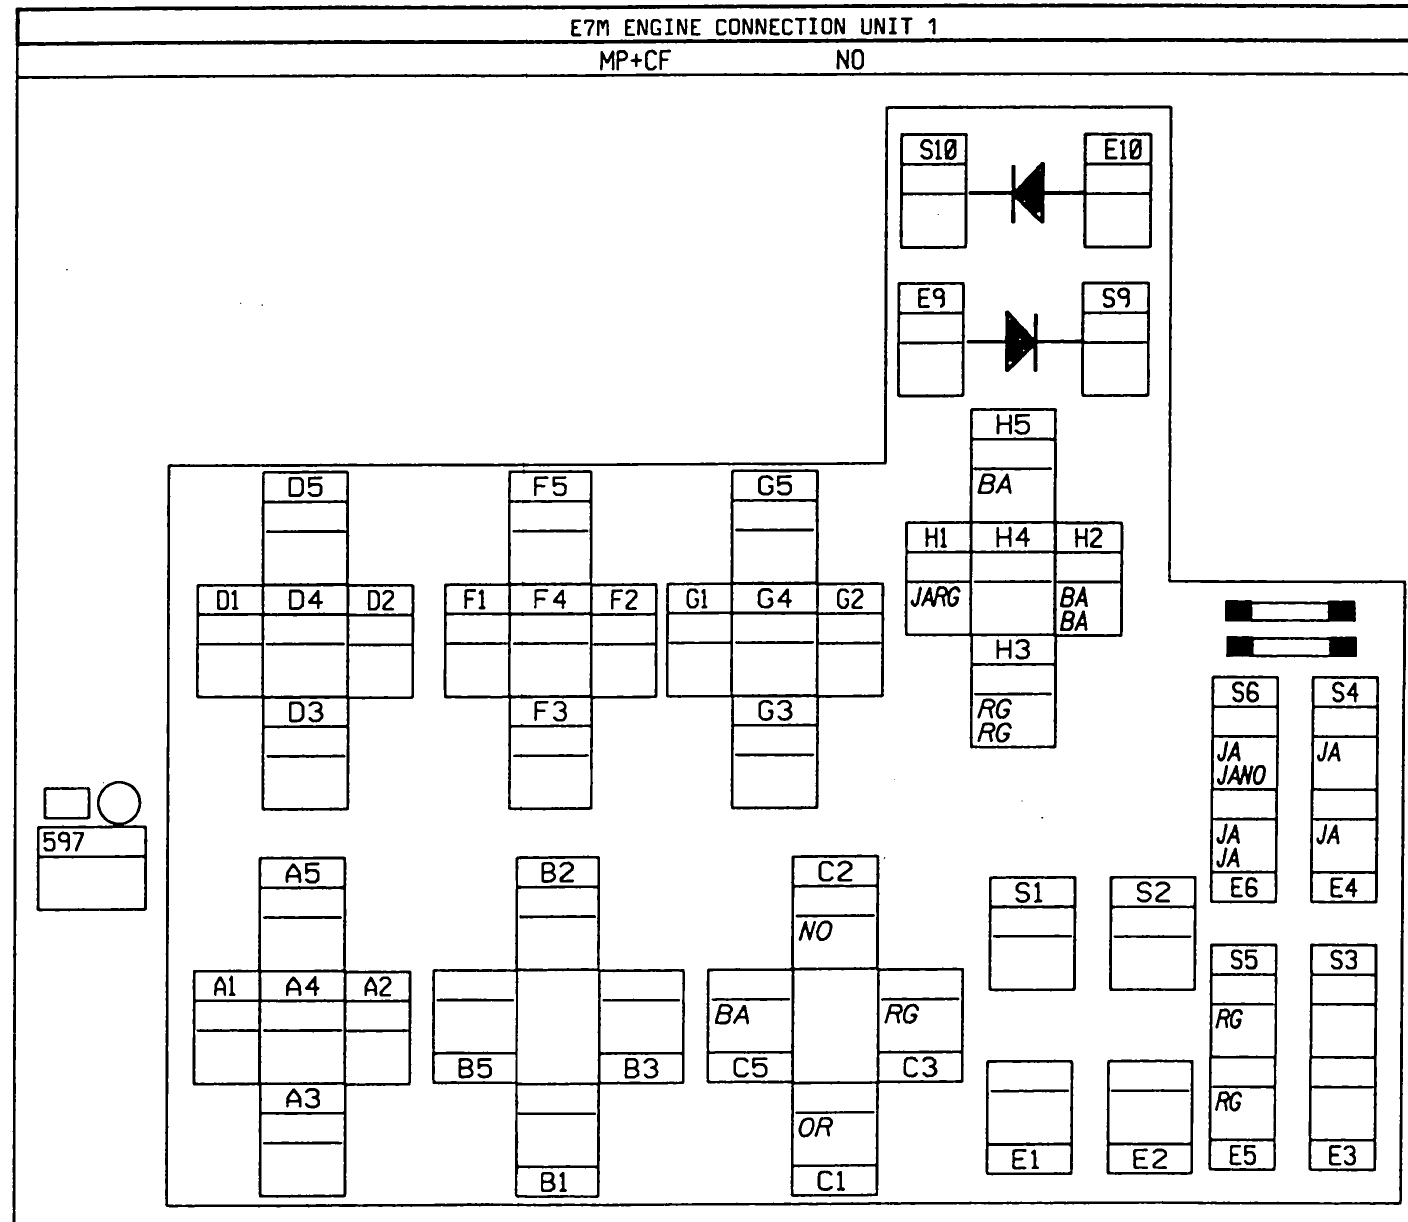 E7M ENGINE CONNECTION UNIT 1
MP+CF NO
S10 E10
E9 S9
H5
BA
D5 F5 G5
H1 H4 H2
JARG BA
BA
D1 D4 D2 F1 F4 F2 G1 G4 G2
H3
RG
RG
D3 F3 G3
S6 S4
JA JA
JANO
JA JA
JA
E6 E4
597
A5 B2 C2
NO
S1 S2
A1 A4 A2
BA RG
B5 B3 C5 C3
S5 S3
RG
RG
A3
OR
B1 C1
E1 E2 E5 E3